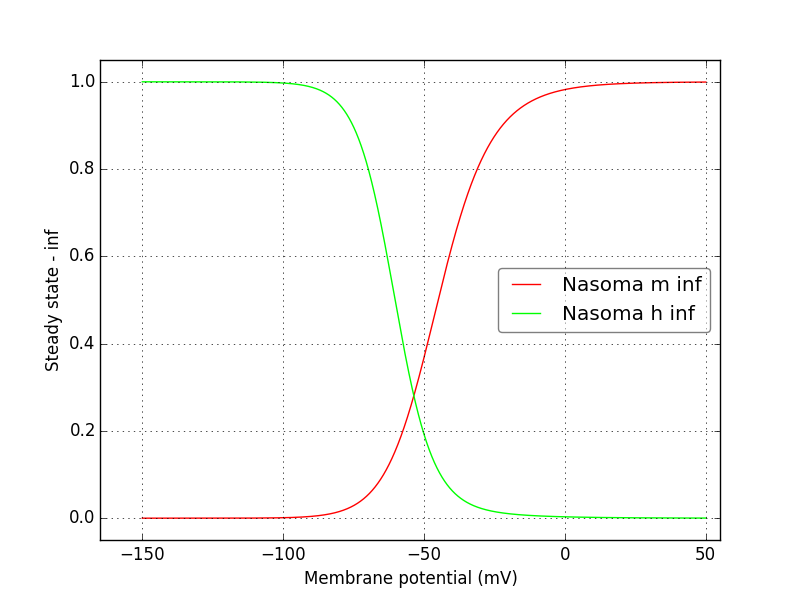 1.0
0.8
0.6
0.4
0.2
0.0
Steady state - inf
Nasoma m inf
Nasoma h inf
−150
−100
−50
0
50
Membrane potential (mV)